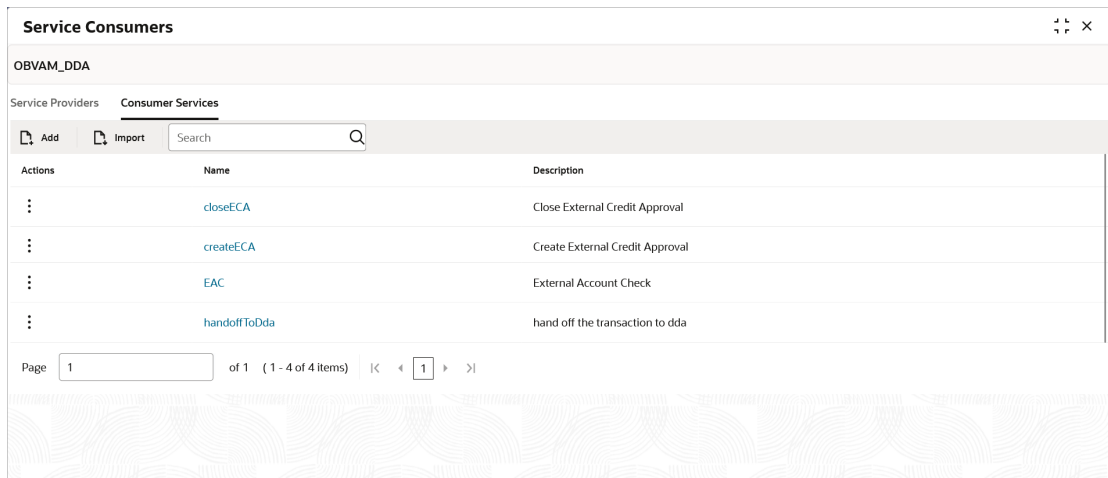 Service Consumers
OBVAM_DDA
Service Providers Consumer Services
Add Import Search
Actions Name Description
closeECA Close External Credit Approval
createECA Create External Credit Approval
EAC External Account Check
handoffToDda hand off the transaction to dda
Page 1 of 1 ( 1 - 4 of 4 items) 1